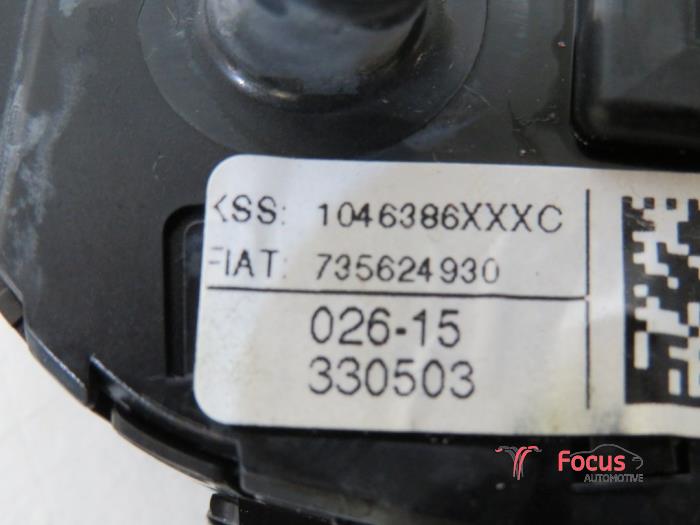 KSS: 1046386XXXC
FIAT: 735624930
026-15
330503
Focus
AUTOMOTIVE